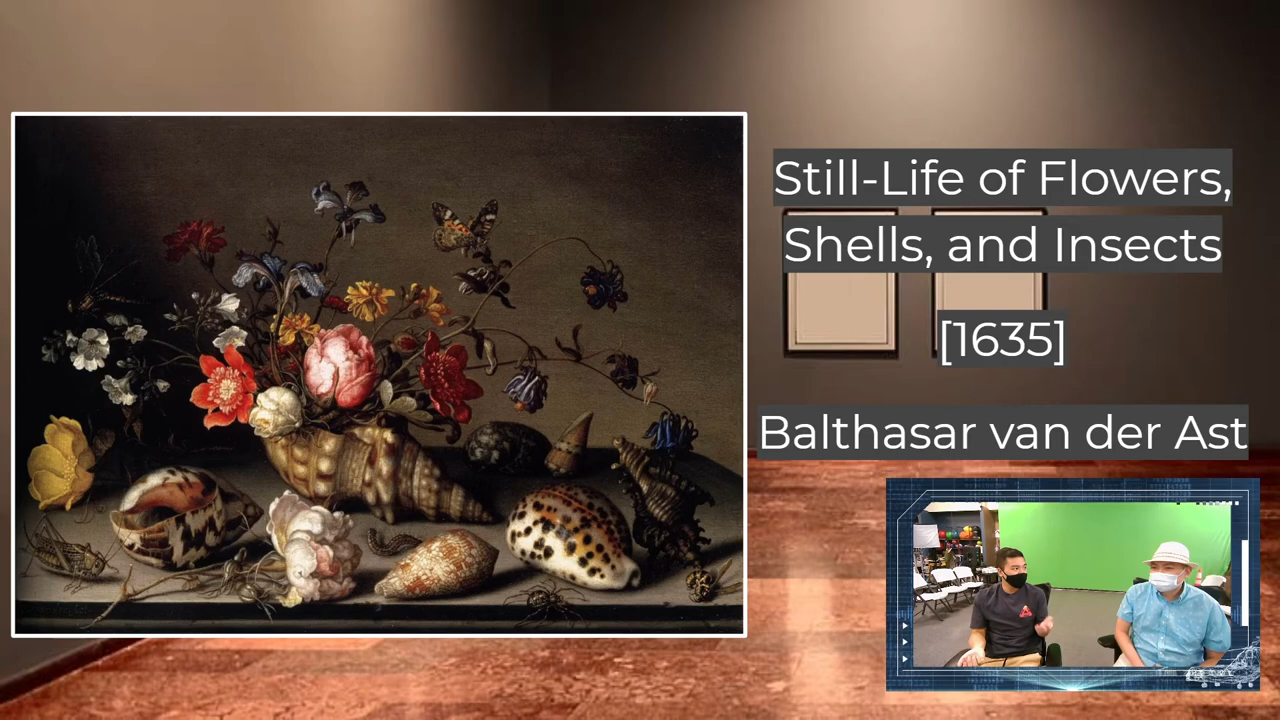 Still-Life of Flowers,
Shells, and Insects
[1635]
Balthasar van der Ast